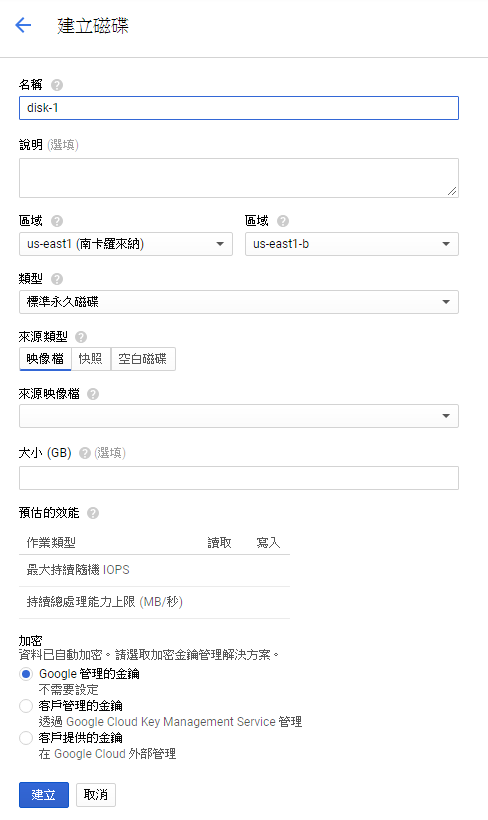 建立磁碟
名稱
disk-1
說明 (選填)
區域 區域
us-east1 (南卡羅來納) us-east1-b
類型
標準永久磁碟
來源類型
映像檔 快照 空白磁碟
來源映像檔
大小 (GB) (選填)
預估的效能
作業類型 讀取 寫入
最大持續隨機 IOPS
持續總處理能力上限 (MB/秒)
加密
資料已自動加密。請選取加密金鑰管理解決方案。
Google 管理的金鑰
不需要設定
客戶管理的金鑰
透過 Google Cloud Key Management Service 管理
客戶提供的金鑰
在 Google Cloud 外部管理
建立 取消